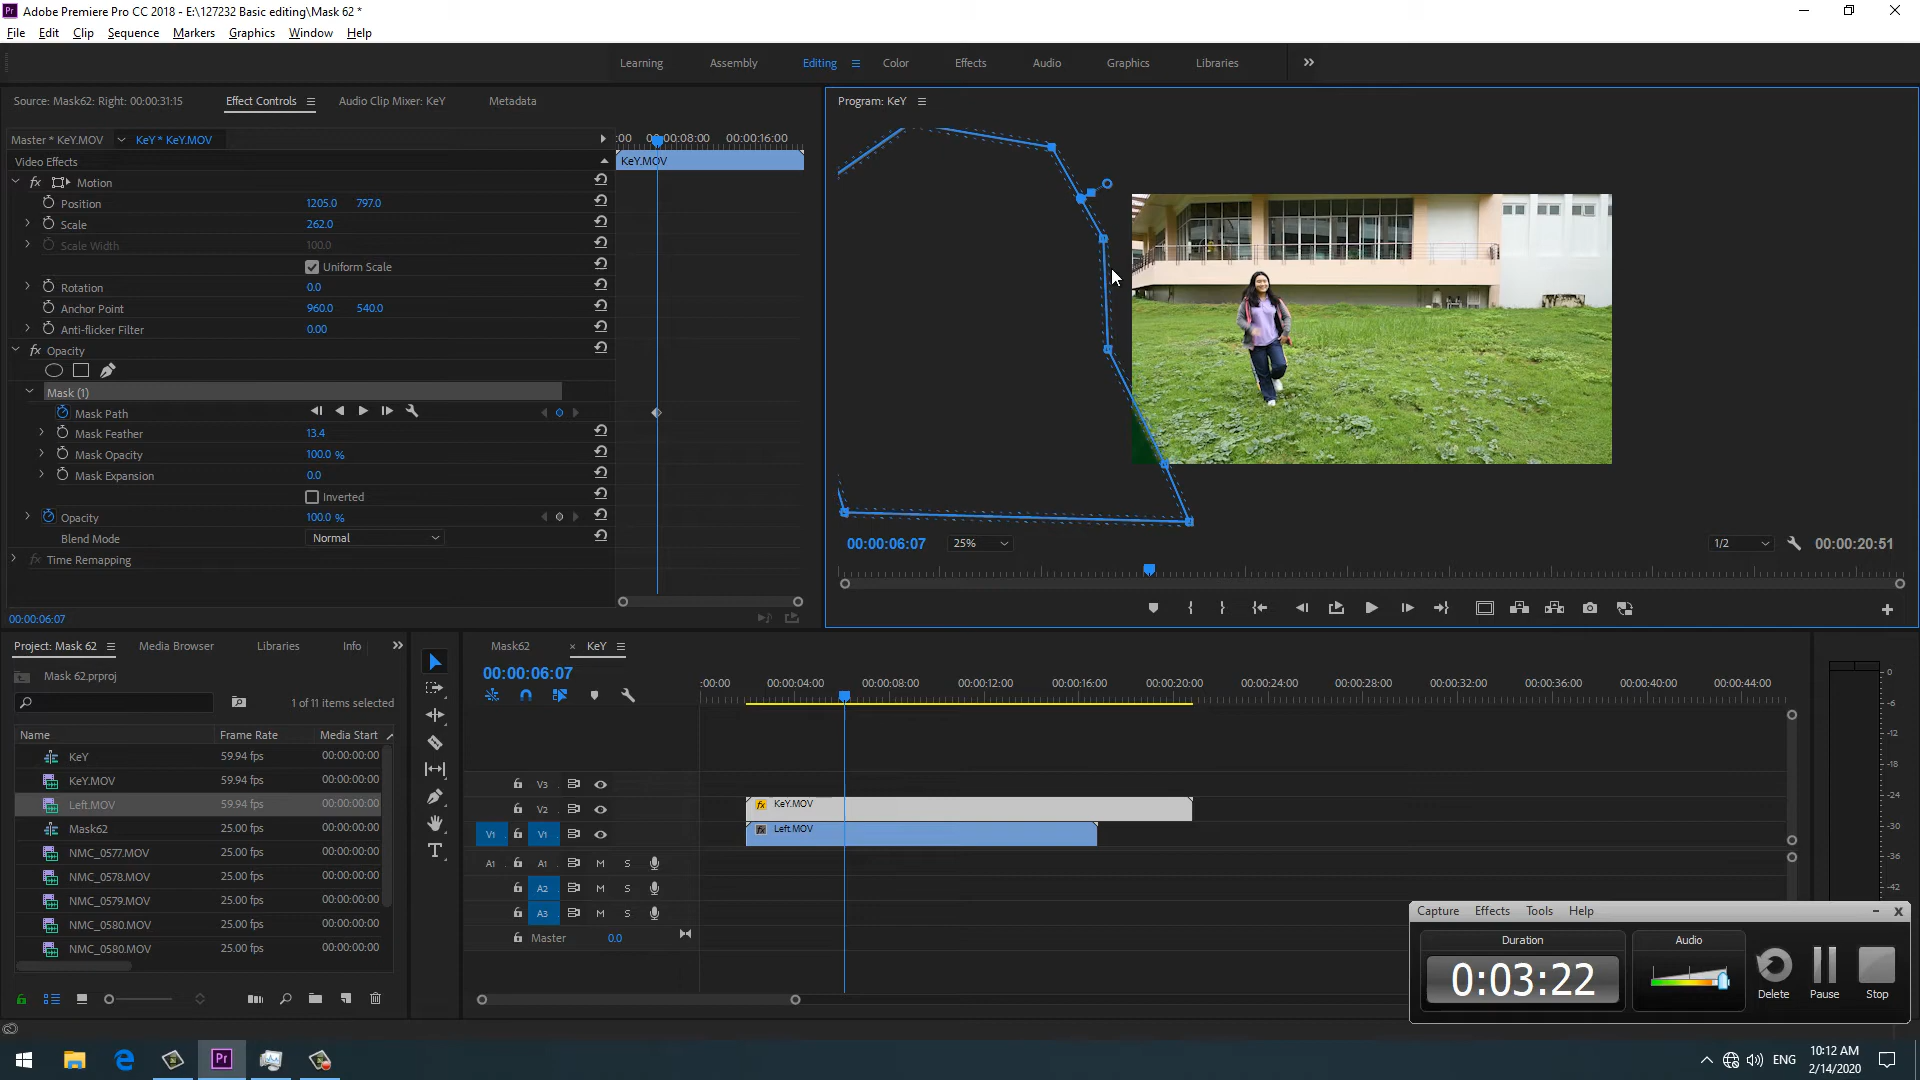 Adobe Premiere Pro CC 2018 - E:\127232 Basic editing\Mask 62 *
File Edit Clip Sequence Markers Graphics Window Help
Learning Assembly Editing Color Effects Audio Graphics Libraries
Source: Mask62: Right: 00:00:31:15 Effect Controls Audio Clip Mixer: KeY Metadata
Program: KeY
Master * KeY.MOV KeY * KeY.MOV
:00 00:00:08:00 00:00:16:00
Video Effects
KeY.MOV
fx Motion
Position 1205.0 797.0
Scale 262.0
Scale Width 100.0
Uniform Scale
Rotation 0.0
Anchor Point 960.0 540.0
Anti-flicker Filter 0.00
fx Opacity
Mask (1)
Mask Path
Mask Feather 13.4
Mask Opacity 100.0 %
Mask Expansion 0.0
Inverted
Opacity 100.0 %
Blend Mode Normal
fx Time Remapping
00:00:06:07
00:00:06:07 25% 1/2 00:00:20:51
Project: Mask 62 Media Browser Libraries Info
Mask 62.prproj
1 of 11 items selected
Name Frame Rate Media Start
KeY 59.94 fps 00:00:00:00
KeY.MOV 59.94 fps 00:00:00:00
Left.MOV 59.94 fps 00:00:00:00
Mask62 25.00 fps 00:00:00:00
NMC_0577.MOV 25.00 fps 00:00:00:00
NMC_0578.MOV 25.00 fps 00:00:00:00
NMC_0579.MOV 25.00 fps 00:00:00:00
NMC_0580.MOV 25.00 fps 00:00:00:00
NMC_0580.MOV 25.00 fps 00:00:00:00
Mask62 × KeY
00:00:06:07
:00:00 00:00:04:00 00:00:08:00 00:00:12:00 00:00:16:00 00:00:20:00 00:00:24:00 00:00:28:00 00:00:32:00 00:00:36:00 00:00:40:00 00:00:44:00
V3
V2 fx KeY.MOV
V1 V1 fx Left.MOV
A1 A1 M S
A2 M S
A3 M S
Master 0.0
0
-6
-12
-18
-24
-30
-36
-42
Capture Effects Tools Help
Duration Audio
0:03:22
Delete Pause Stop
Pr
ENG
10:12 AM
2/14/2020